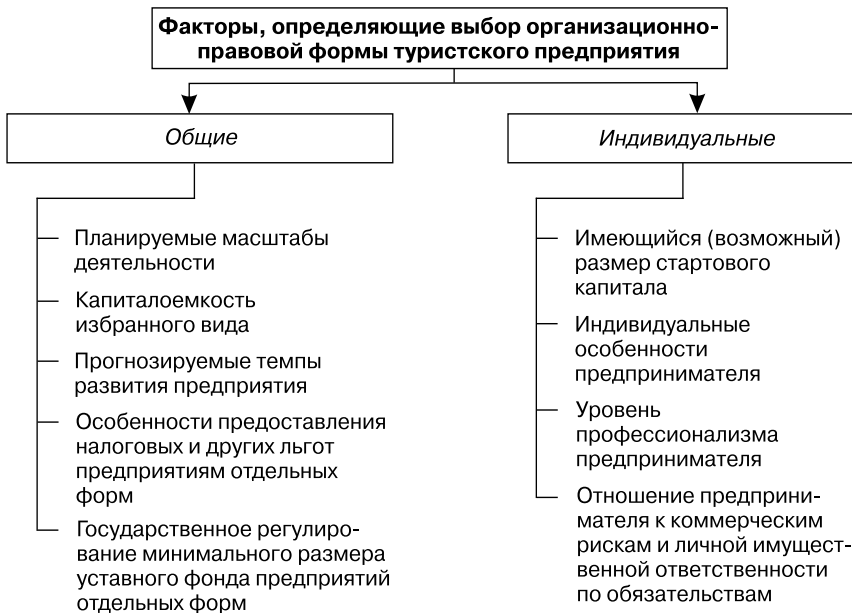 Факторы, определяющие выбор организационно-
правовой формы туристского предприятия
Общие
Планируемые масштабы
деятельности
Капиталоемкость
избранного вида
Прогнозируемые темпы
развития предприятия
Особенности предоставления
налоговых и других льгот
предприятиям отдельных
форм
Государственное регулиро-
вание минимального размера
уставного фонда предприятий
отдельных форм
Индивидуальные
Имеющийся (возможный)
размер стартового
капитала
Индивидуальные
особенности
предпринимателя
Уровень
профессионализма
предпринимателя
Отношение предприни-
мателя к коммерческим
рискам и личной имущест-
венной ответственности
по обязательствам